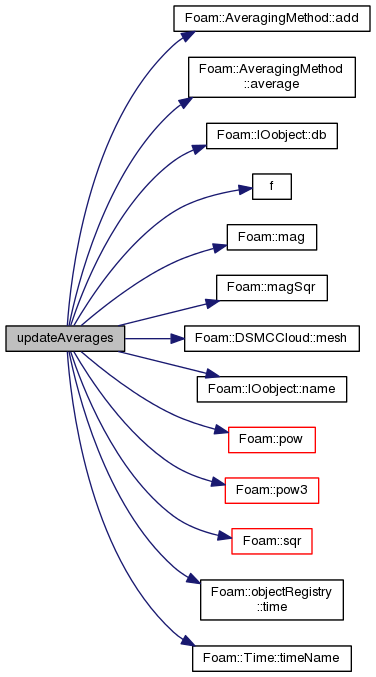 Foam::AveragingMethod::add
Foam::AveragingMethod
::average
Foam::IOobject::db
f
Foam::mag
Foam::magSqr
updateAverages
Foam::DSMCCloud::mesh
Foam::IOobject::name
Foam::pow
Foam::pow3
Foam::sqr
Foam::objectRegistry
::time
Foam::Time::timeName